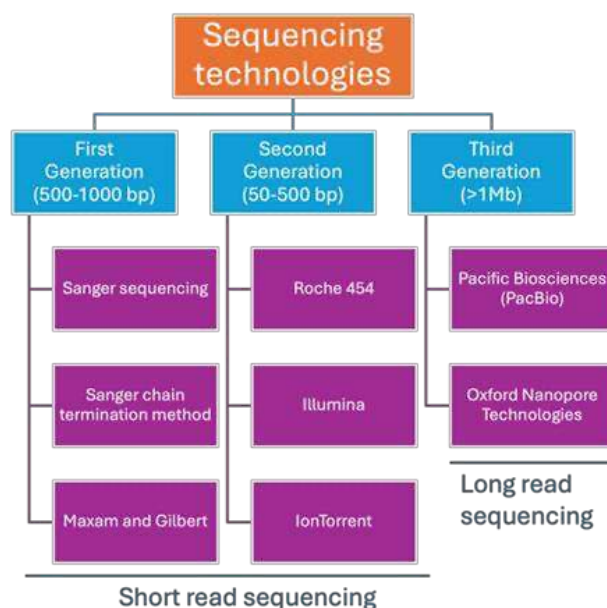 Sequencing
technologies
First
Generation
(500-1000 bp)
Second
Generation
(50-500 bp)
Third
Generation
(>1Mb)
Sanger sequencing
Roche 454
Pacific Biosciences
(PacBio)
Sanger chain
termination method
Illumina
Oxford Nanopore
Technologies
Maxam and Gilbert
IonTorrent
Long read
sequencing
Short read sequencing